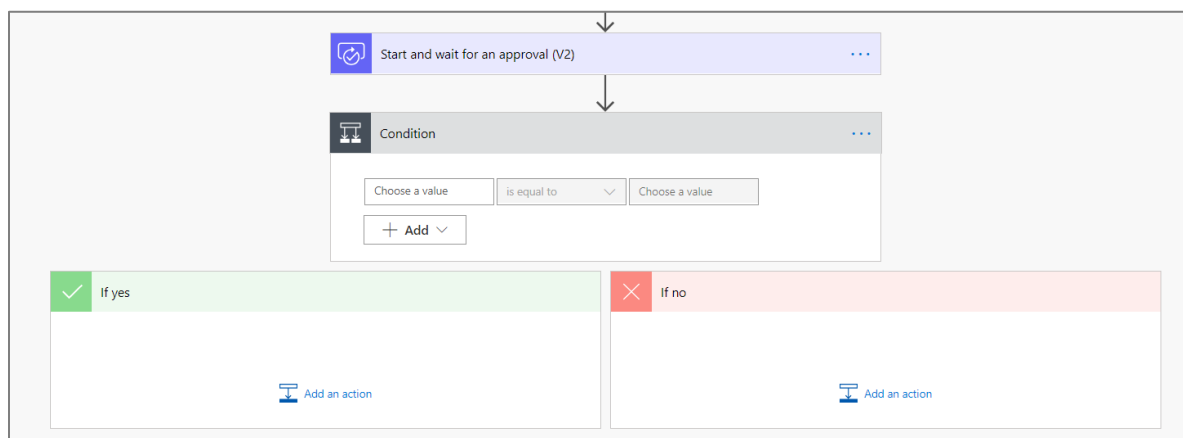 Start and wait for an approval (V2)
Condition
Choose a value is equal to Choose a value
Add
If yes
If no
Add an action
Add an action